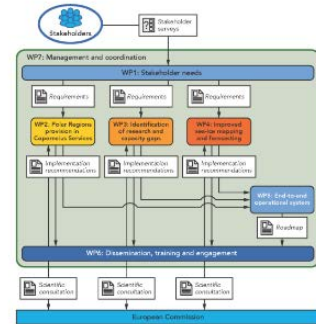 Stakeholders
Stakeholder
surveys
WP7: Management and coordination
WP1: Stakeholder needs
Requirements
Requirements
Requirements
WP2: Polar Regions
provision in
Copernicus Services
WP3: Identification
of research and
capacity gaps
WP4: Improved
sea-ice mapping
and forecasting
Implementation
recommendations
Implementation
recommendations
Implementation
recommendations
WP5: End-to-end
operational system
Roadmap
WP6: Dissemination, training and engagement
Scientific
consultation
Scientific
consultation
Scientific
consultation
European Commission